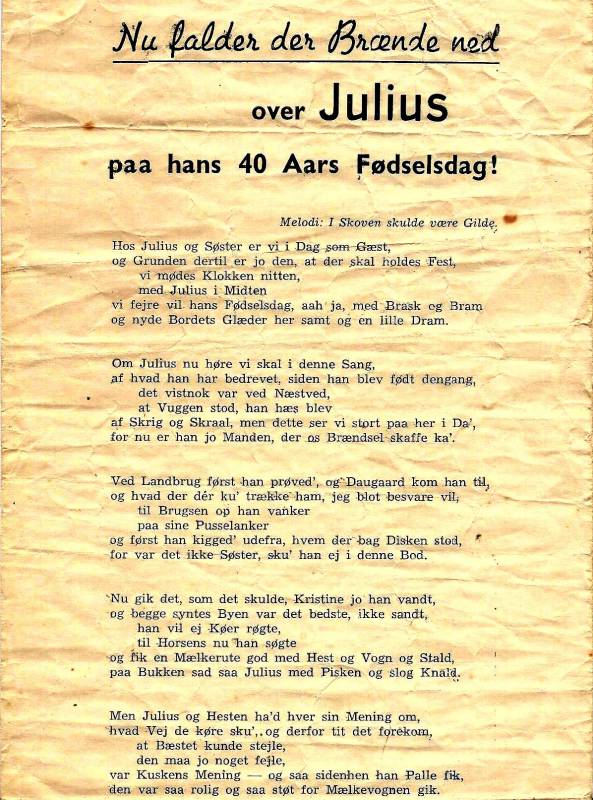 Nu falder der Brænde ned
over Julius
paa hans 40 Aars Fødselsdag!
Melodi: I Skoven skulde være Gilde.
Hos Julius og Søster er vi i Dag som Gæst,
og Grunden dertil er jo den, at der skal holdes Fest,
vi mødes Klokken nitten,
med Julius i Midten
vi fejre vil hans Fødselsdag, aah ja, med Brask og Bram
og nyde Bordets Glæder her samt og en lille Dram.
Om Julius nu høre vi skal i denne Sang,
af hvad han har bedrevet, siden han blev født dengang,
det vistnok var ved Næstved,
at Vuggen stod, han hæs blev
af Skrig og Skraal, men dette ser vi stort paa her i Da',
for nu er han jo Manden, der os Brændsel skaffe ka'.
Ved Landbrug først han prøved', og Daugaard kom han til,
og hvad der dér ku' trække ham, jeg blot besvare vil,
til Brugsen op han vanker
paa sine Pusselanker
og først han kigged' udefra, hvem der bag Disken stod,
for var det ikke Søster, sku' han ej i denne Bod.
Nu gik det, som det skulde, Kristine jo han vandt,
og begge syntes Byen var det bedste, ikke sandt,
han vil ej Køer røgte,
til Horsens nu han søgte
og fik en Mælkerute god med Hest og Vogn og Stald,
paa Bukken sad saa Julius med Pisken og slog Knald.
Men Julius og Hesten ha'd hver sin Mening om,
hvad Vej de køre sku', og derfor tit det forekom,
at Bæstet kunde stejle,
den maa jo noget fejle,
var Kuskens Mening — og saa sidenhen han Palle fik,
den var saa rolig og saa støt for Mælkevognen gik.